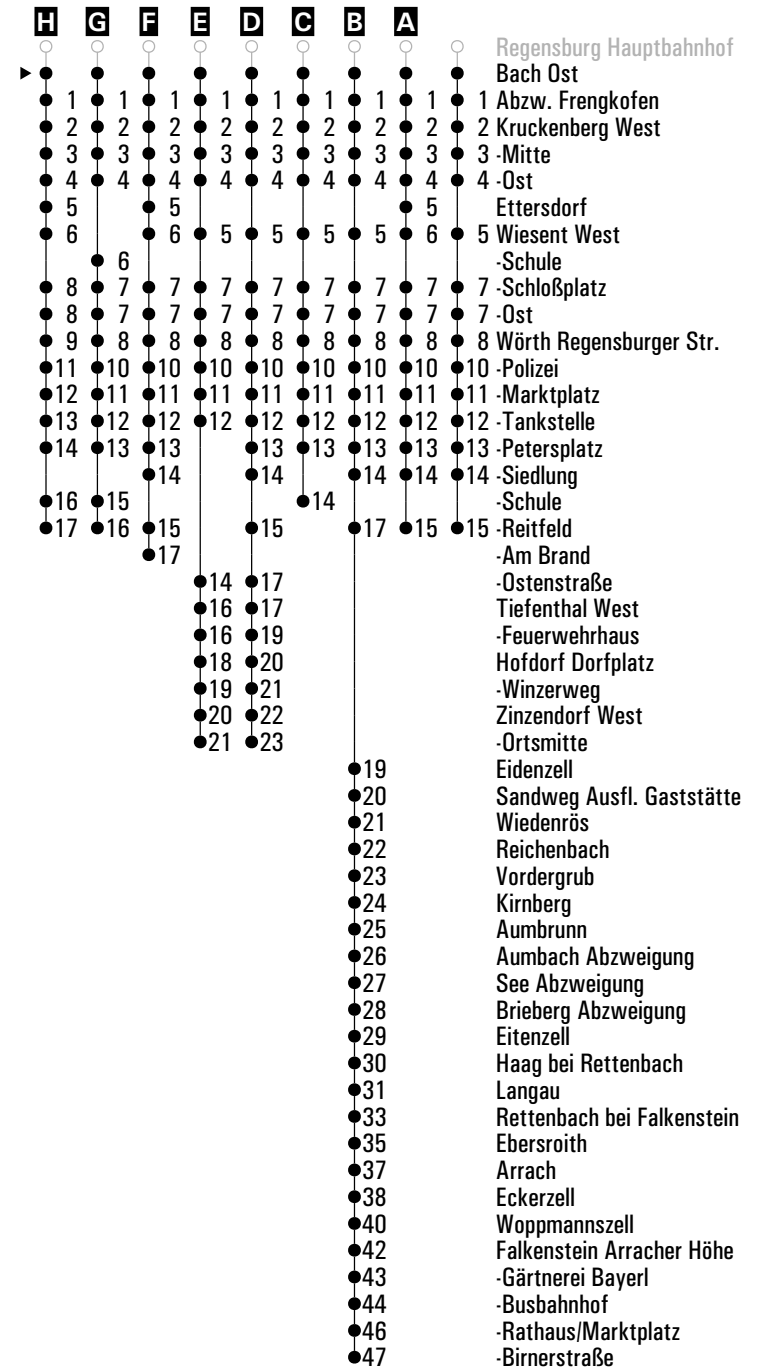 H G F E D C B A
Regensburg Hauptbahnhof
Bach Ost
1 1 1 1 1 1 1 1 1 Abzw. Frengkofen
2 2 2 2 2 2 2 2 2 Kruckenberg West
3 3 3 3 3 3 3 3 3 -Mitte
4 4 4 4 4 4 4 4 4 -Ost
5 5 5 Ettersdorf
6 6 5 5 5 5 6 5 Wiesent West
6 -Schule
8 7 7 7 7 7 7 7 7 -Schloßplatz
8 7 7 7 7 7 7 7 7 -Ost
9 8 8 8 8 8 8 8 8 Wörth Regensburger Str.
11 10 10 10 10 10 10 10 10 -Polizei
12 11 11 11 11 11 11 11 11 -Marktplatz
13 12 12 12 12 12 12 12 12 -Tankstelle
14 13 13 13 13 13 13 13 -Petersplatz
14 14 14 14 14 -Siedlung
16 15 14 -Schule
17 16 15 15 17 15 15 -Reitfeld
17 -Am Brand
14 17 -Ostenstraße
16 17 Tiefenthal West
16 19 -Feuerwehrhaus
18 20 Hofdorf Dorfplatz
19 21 -Winzerweg
20 22 Zinzendorf West
21 23 -Ortsmitte
19 Eidenzell
20 Sandweg Ausfl. Gaststätte
21 Wiedenrös
22 Reichenbach
23 Vordergrub
24 Kirnberg
25 Aumbrunn
26 Aumbach Abzweigung
27 See Abzweigung
28 Brieberg Abzweigung
29 Eitenzell
30 Haag bei Rettenbach
31 Langau
33 Rettenbach bei Falkenstein
35 Ebersroith
37 Arrach
38 Eckerzell
40 Woppmannszell
42 Falkenstein Arracher Höhe
43 -Gärtnerei Bayerl
44 -Busbahnhof
46 -Rathaus/Marktplatz
47 -Birnerstraße